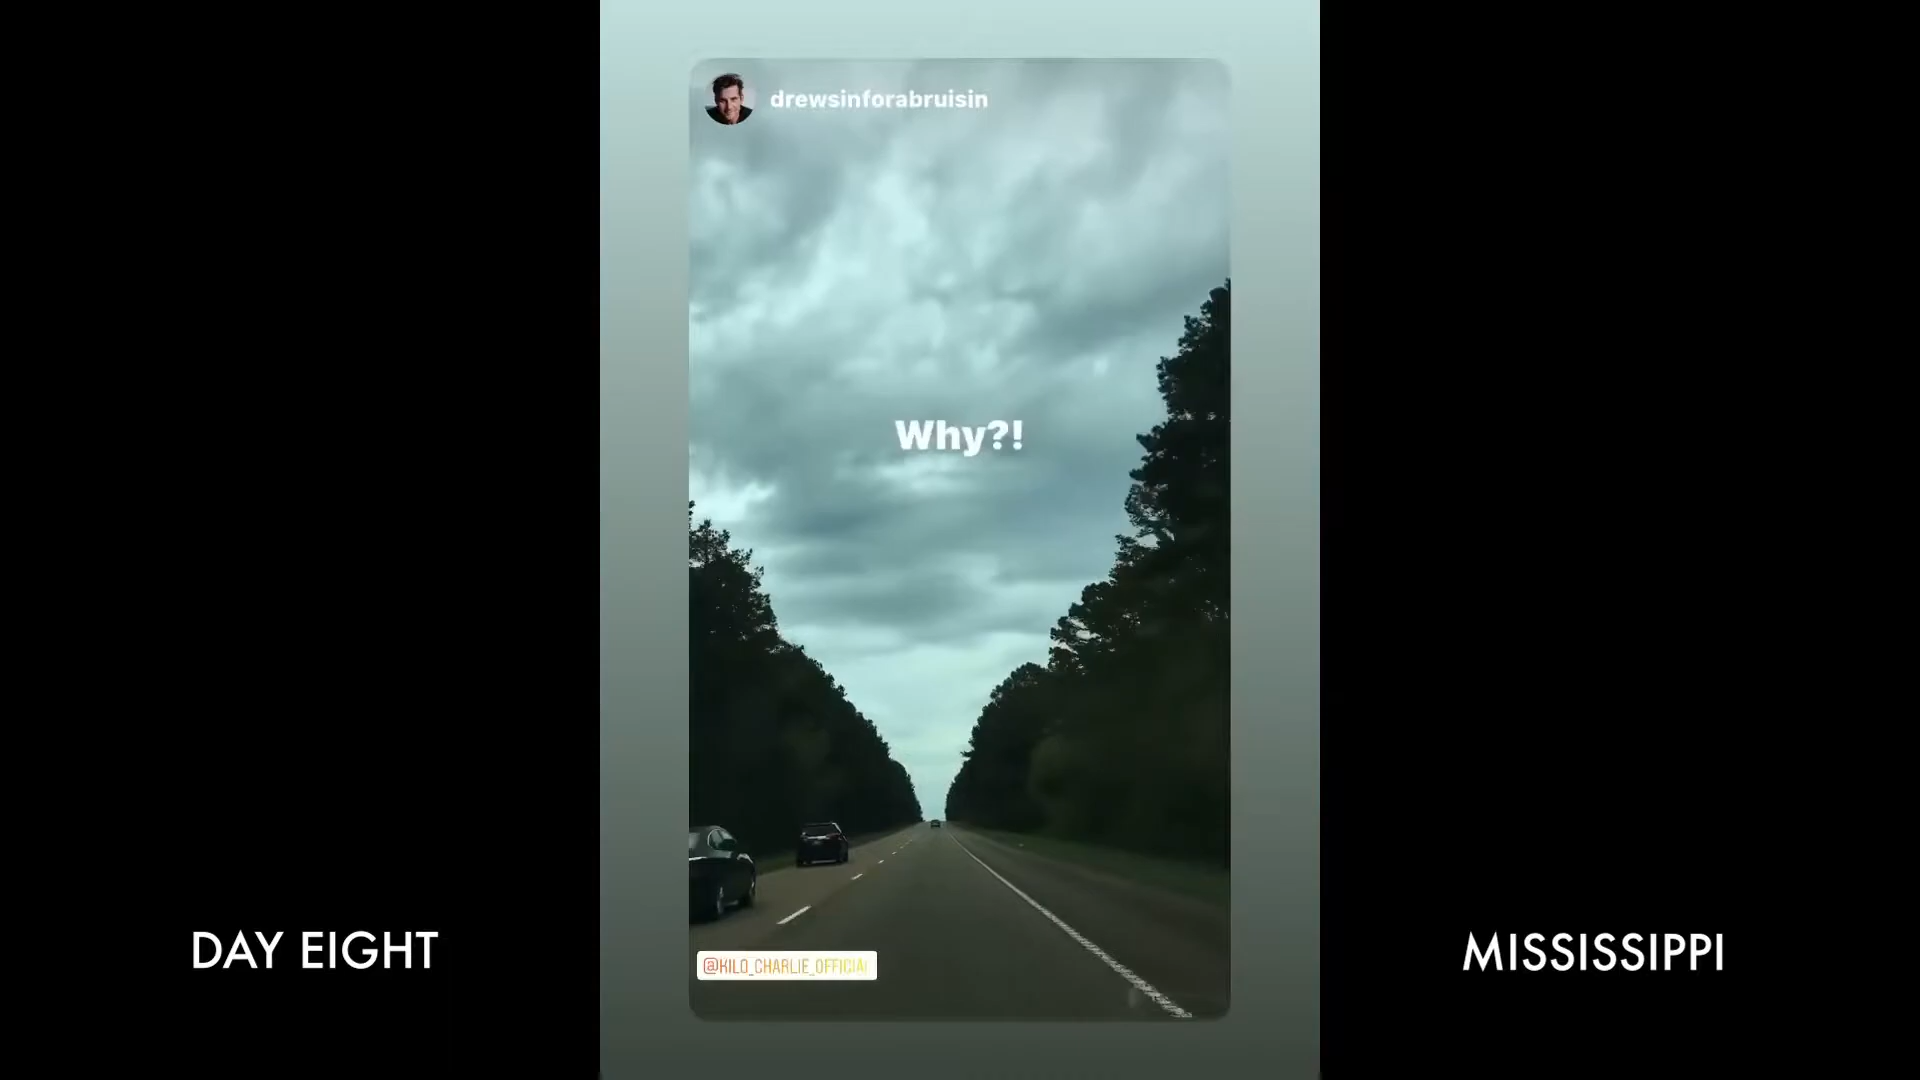 drewsinforabruisin
Why?!
@KILO_CHARLIE_OFFICIAL
DAY EIGHT
MISSISSIPPI